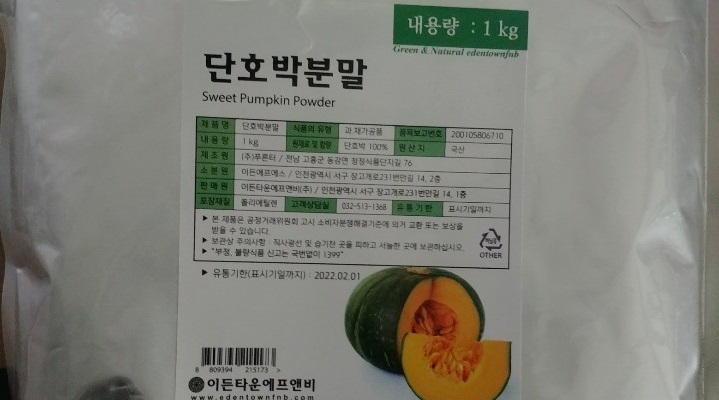 내용량 : 1 kg
Green & Natural edentownfnb
단호박분말
Sweet Pumpkin Powder
제 품 명 단호박분말 식품의 유형 과.채가공품 품목보고번호 200105806710
내 용 량 1 kg 원재료 및 함량 단호박 100% 원 산 지 국산
제 조 원 (주)푸른터 / 전남 고흥군 동강면 청정식품단지길 76
소 분 원 이든에프에스 / 인천광역시 서구 장고개로231번안길 14, 2층
판 매 원 이든타운에프앤비(주) / 인천광역시 서구 장고개로231번안길 14, 1층
포장재질 폴리에틸렌 고객상담실 032-513-1368 유 통 기 한 표시기일까지
▶ 본 제품은 공정거래위원회 고시 소비자분쟁해결기준에 의거 교환 또는 보상을
받을 수 있습니다.
▶ 보관상 주의사항 : 직사광선 및 습기찬 곳을 피하고 서늘한 곳에 보관하십시오.
▶ "부정, 불량식품 신고는 국번없이 1399"
OTHER
▶ 유통기한(표시기일까지) : 2022.02.01
8 809394 215173 >
이든타운에프앤비
www.edentownfnb.com